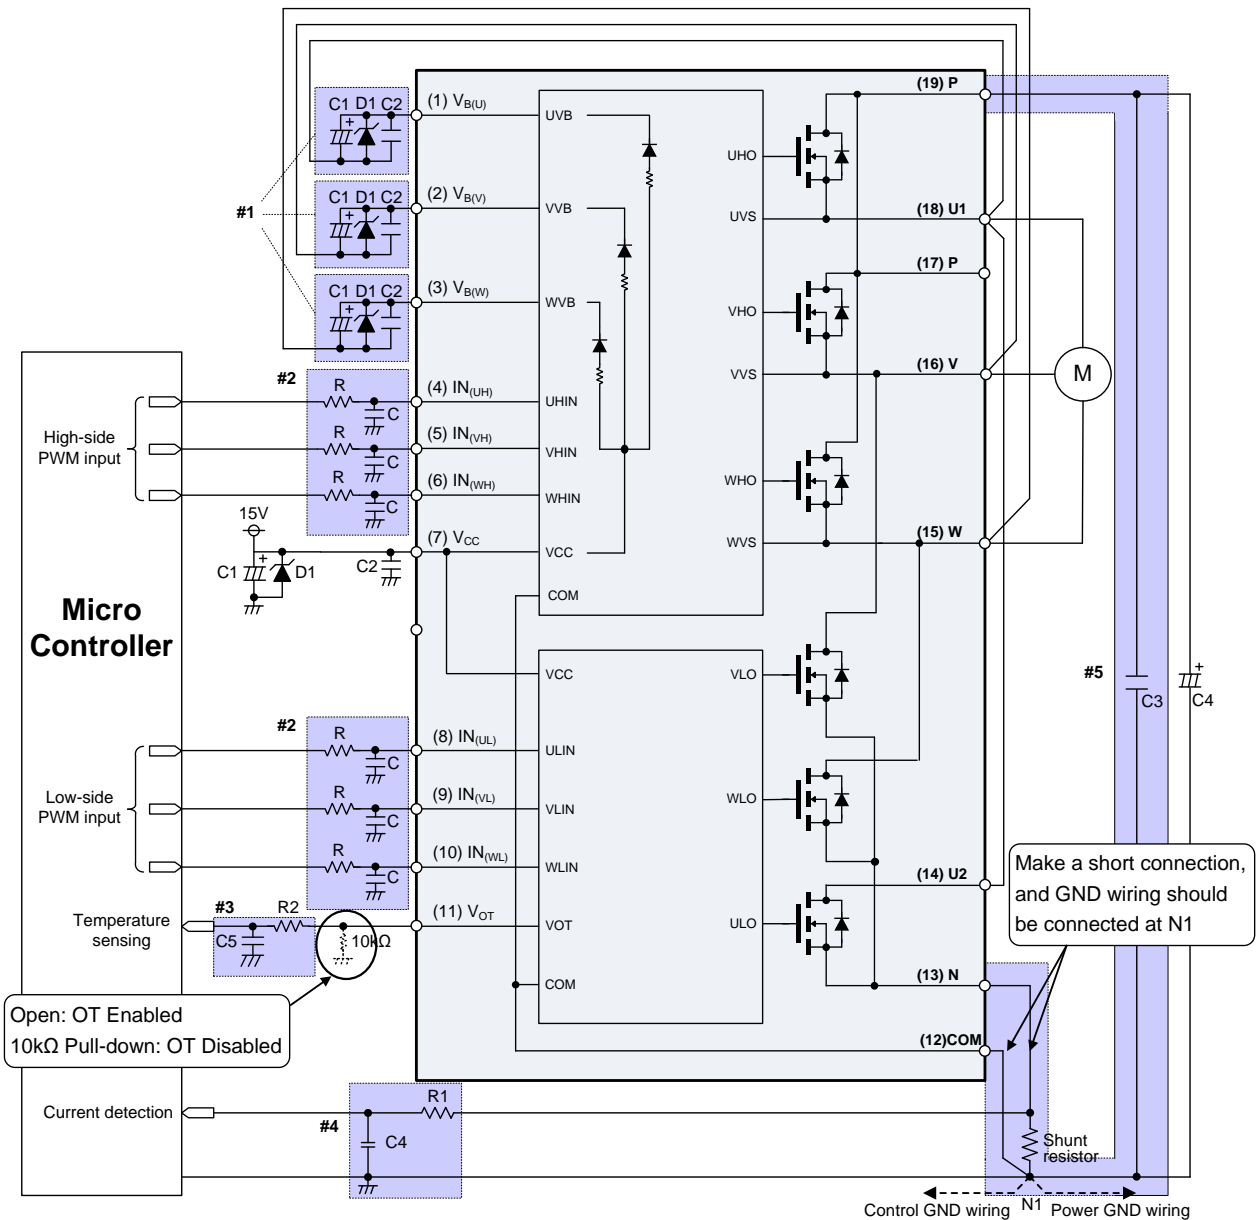 (19) P
C1 D1 C2
+
(1) VB(U)
UVB
UHO
#1
C1 D1 C2
+
(2) VB(V)
VVB
UVS
(18) U1
(17) P
C1 D1 C2
+
(3) VB(W)
WVB
VHO
VVS
(16) V
M
#2
High-side
PWM input
R
C
(4) IN(UH)
UHIN
R
C
(5) IN(VH)
VHIN
R
C
(6) IN(WH)
WHIN
WHO
WVS
(15) W
15V
+
C1
D1
C2
(7) VCC
VCC
COM
Micro
Controller
VCC
VLO
#5
C3
+
C4
#2
Low-side
PWM input
R
C
(8) IN(UL)
ULIN
R
C
(9) IN(VL)
VLIN
WLO
R
C
(10) IN(WL)
WLIN
(14) U2
Make a short connection,
and GND wiring should
be connected at N1
Temperature
sensing
#3
C5
R2
10kΩ
(11) VOT
VOT
ULO
COM
(13) N
(12)COM
Open: OT Enabled
10kΩ Pull-down: OT Disabled
Current detection
#4
C4
R1
Shunt
resistor
Control GND wiring
N1
Power GND wiring